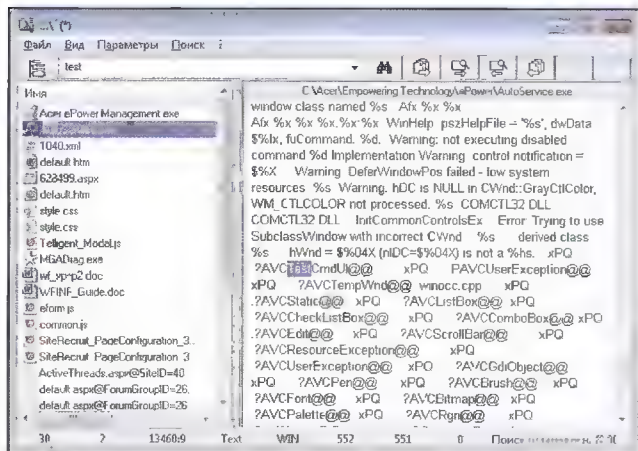 ...\ (*)
Файл Вид Параметры Поиск
test
Имя
Acer ePower Management exe
1040.xml
default htm
628499.aspx
default.htm
style css
style.css
Telligent_Modal.js
MGADiag.exe
wf_xp-p2 doc
WFINF_Guide.doc
eform js
common.js
SiteRecruit_PageConfiguration_3..
SiteRecruit_PageConfiguration_3
ActiveThreads.aspx@SiteID=40
default aspx@ForumGroupID=26.
default aspx@ForumGroupID=26
C \Acer\Empowering Technology\ePower\AutoService exe
window class named %s Afx %x %x
Afx %x %x %x.%x·%x WinHelp pszHelpFile = '%s', dwData
$%lx, fuCommand. %d. Warning: not executing disabled
command %d Implementation Warning control notification =
$%X Warning DeferWindowPos failed - low system
resources %s Warning. hDC is NULL in CWnd::GrayCtlColor,
WM_CTLCOLOR not processed. %s COMCTL32 DLL
COMCTL32 DLL InitCommonControlsEx Error Trying to use
SubclassWindow with incorrect CWnd %s derived class
%s hWnd = $%04X (nIDC=$%04X) is not a %hs. xPQ
?AVCTestCmdUI@@ xPQ PAVCUserException@@
xPQ ?AVCTempWnd@@ winocc.cpp xPQ
.?AVCStatic@@ xPQ ?AVCListBox@@ xPQ
?AVCCheckListBox@@ xPQ ?AVCComboBox@@ xPQ
.?AVCEdit@@ xPQ ?AVCScrollBar@@ xPQ
?AVCResourceException@@ xPQ
?AVCUserException@@ xPQ ?AVCGdiObject@@
xPQ ?AVCPen@@ xPQ ?AVCBrush@@ xPQ
?AVCFont@@ xPQ ?AVCBitmap@@ xPQ
?AVCPalette@@ xPQ ?AVCRgn@@ xPQ
30 2 13460:9 Text WIN 552 551 0 Поиск